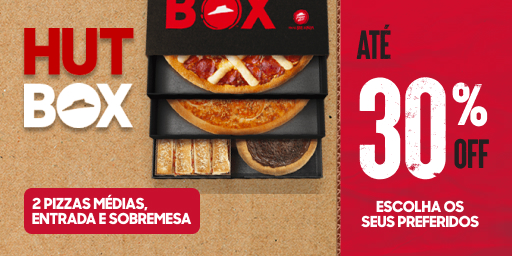 HUT
BOX
BOX
2 PIZZAS MÉDIAS,
ENTRADA E SOBREMESA
ATÉ
30%
OFF
ESCOLHA OS
SEUS PREFERIDOS